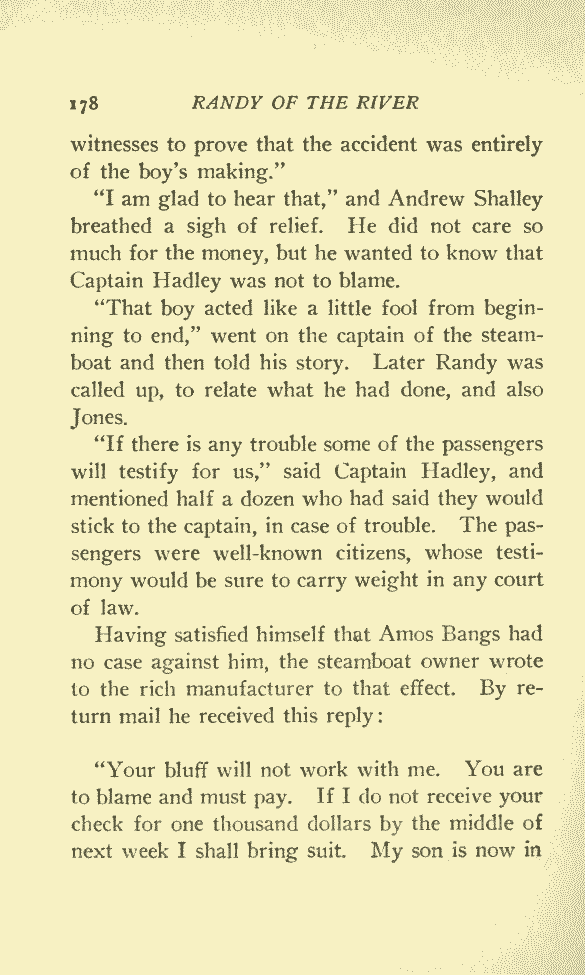 178 RANDY OF THE RIVER
witnesses to prove that the accident was entirely
of the boy's making."
"I am glad to hear that," and Andrew Shalley
breathed a sigh of relief. He did not care so
much for the money, but he wanted to know that
Captain Hadley was not to blame.
"That boy acted like a little fool from begin-
ning to end," went on the captain of the steam-
boat and then told his story. Later Randy was
called up, to relate what he had done, and also
Jones.
"If there is any trouble some of the passengers
will testify for us," said Captain Hadley, and
mentioned half a dozen who had said they would
stick to the captain, in case of trouble. The pas-
sengers were well-known citizens, whose testi-
mony would be sure to carry weight in any court
of law.
Having satisfied himself that Amos Bangs had
no case against him, the steamboat owner wrote
to the rich manufacturer to that effect. By re-
turn mail he received this reply:
"Your bluff will not work with me. You are
to blame and must pay. If I do not receive your
check for one thousand dollars by the middle of
next week I shall bring suit. My son is now in